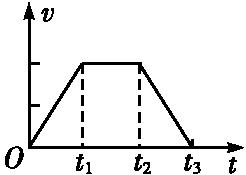 v
O t₁ t₂ t₃ t